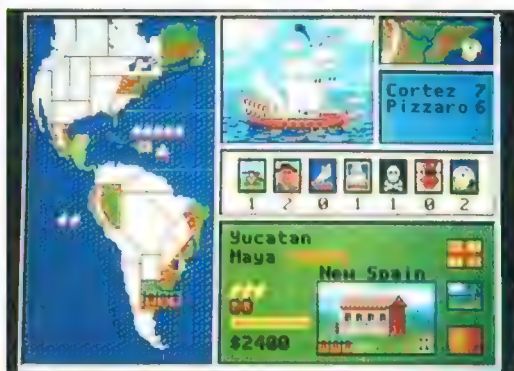 Cortez 7
Pizzaro 6
1 2 0 1 1 0 2
Yucatan
Maya
New Spain
$2400